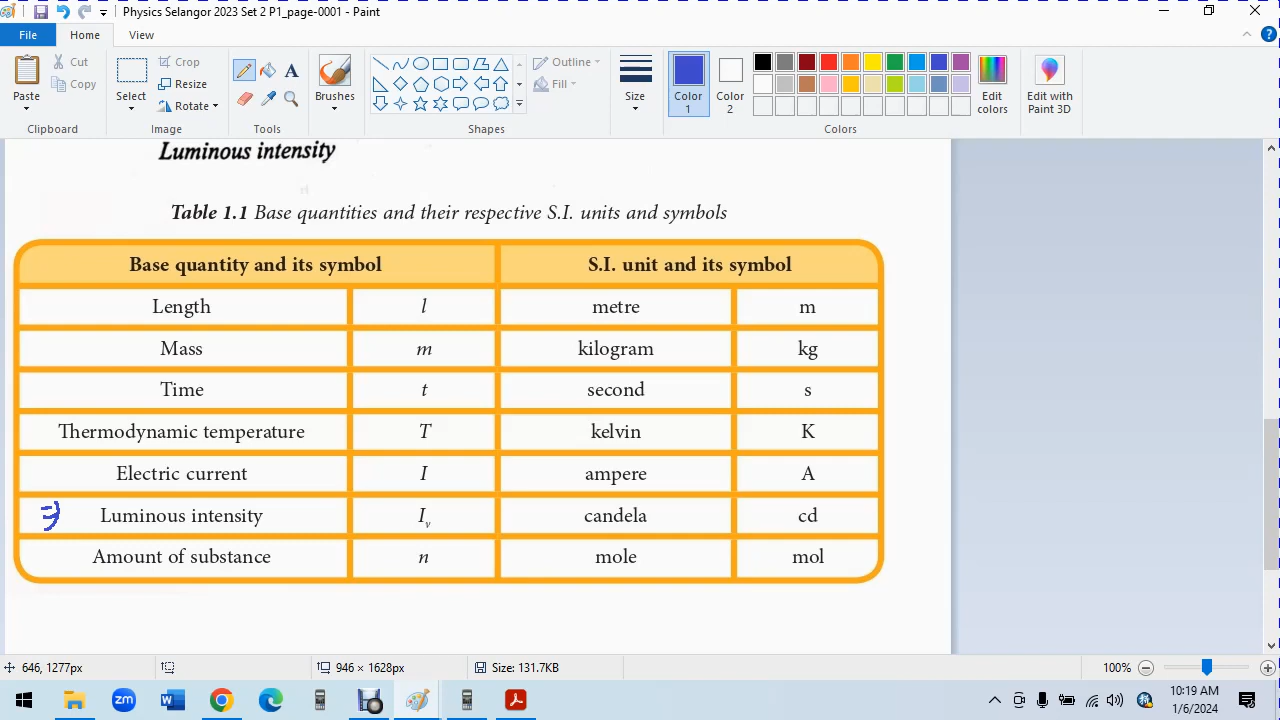 Physics Selangor 2023 Set 2 P1_page-0001 - Paint
File Home View
Paste
Cut
Copy
Clipboard
Select
Crop
Resize
Rotate
Image
A
Tools
Brushes
Outline
Fill
Shapes
Size
Color 1
Color 2
Edit colors
Colors
Edit with Paint 3D
Luminous intensity
Table 1.1 Base quantities and their respective S.I. units and symbols
Base quantity and its symbol S.I. unit and its symbol
Length l metre m
Mass m kilogram kg
Time t second s
Thermodynamic temperature T kelvin K
Electric current I ampere A
Luminous intensity Iv candela cd
Amount of substance n mole mol
646, 1277px 946 × 1628px Size: 131.7KB 100%
zm W
10:19 AM
1/6/2024